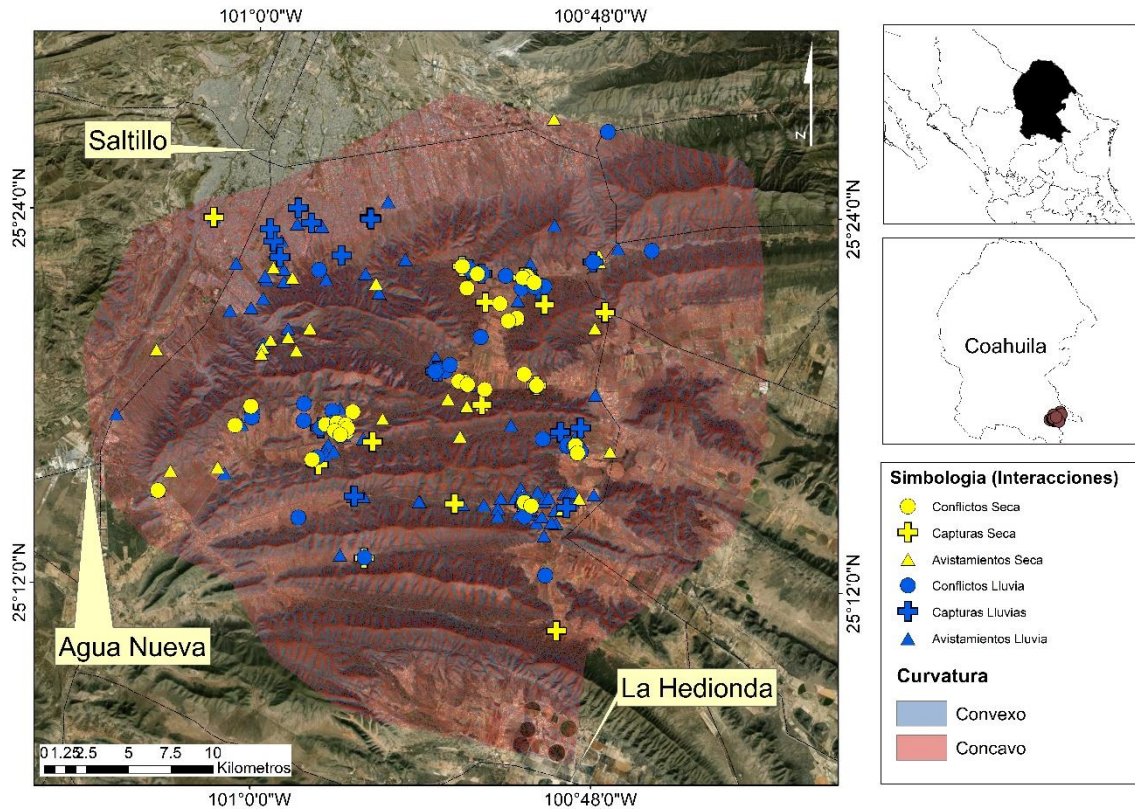 101°0'0"W
100°48'0"W
Saltillo
N
25°24'0"N
25°24'0"N
25°12'0"N
25°12'0"N
Agua Nueva
La Hedionda
0 1.25 2.5 5 7.5 10
Kilometros
101°0'0"W
100°48'0"W
Coahuila
Simbologia (Interacciones)
Conflictos Seca
Capturas Seca
Avistamientos Seca
Conflictos Lluvia
Capturas Lluvias
Avistamientos Lluvia
Curvatura
Convexo
Concavo